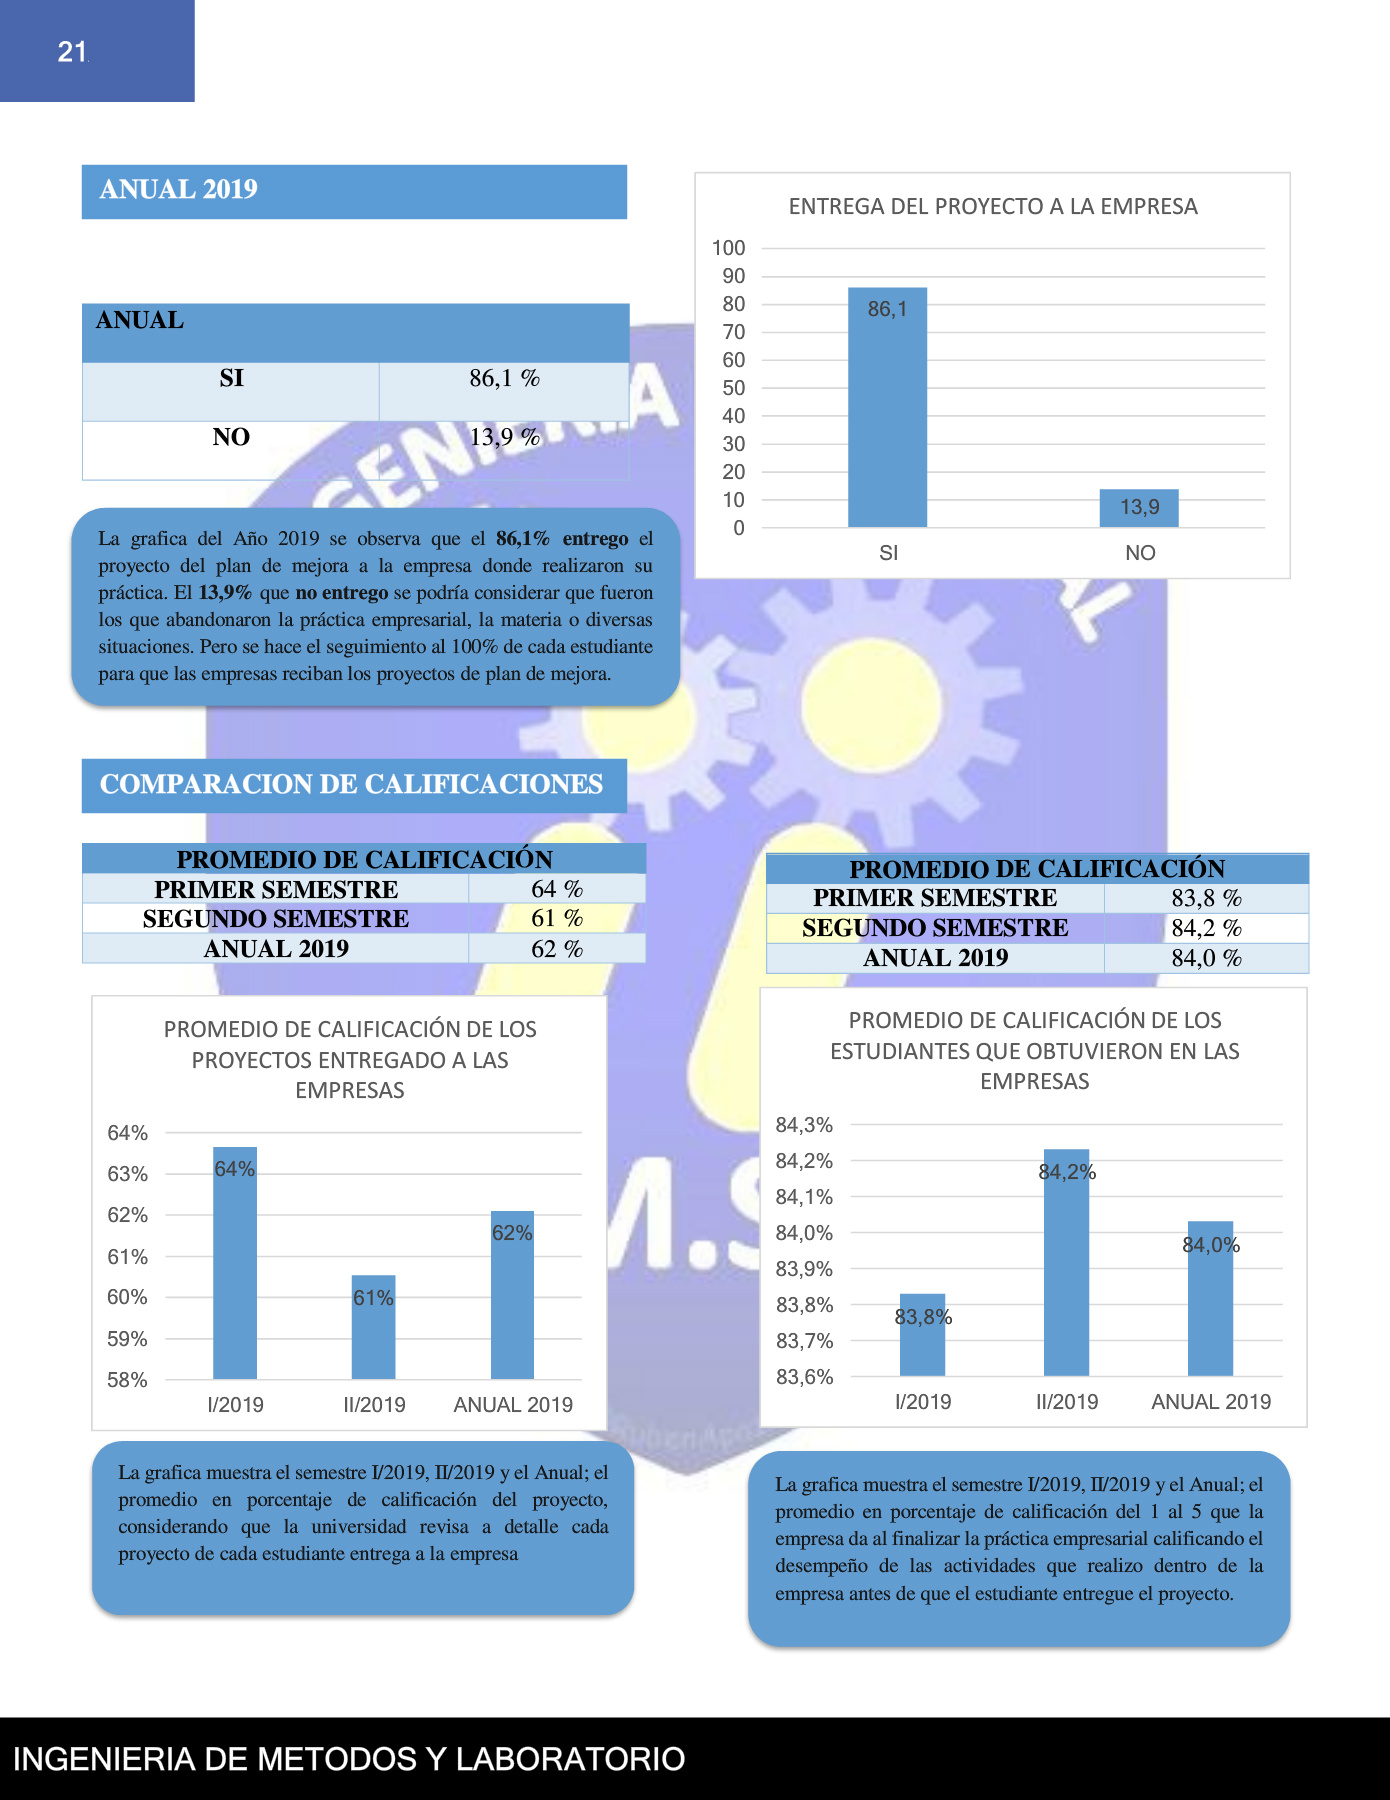 21
ANUAL 2019
ANUAL
SI 86,1 %
NO 13,9 %
La grafica del Año 2019 se observa que el 86,1% entrego el
proyecto del plan de mejora a la empresa donde realizaron su
práctica. El 13,9% que no entrego se podría considerar que fueron
los que abandonaron la práctica empresarial, la materia o diversas
situaciones. Pero se hace el seguimiento al 100% de cada estudiante
para que las empresas reciban los proyectos de plan de mejora.
ENTREGA DEL PROYECTO A LA EMPRESA
100
90
80
70
60
50
40
30
20
10
0
86,1
13,9
SI NO
COMPARACION DE CALIFICACIONES
PROMEDIO DE CALIFICACIÓN
PRIMER SEMESTRE 64 %
SEGUNDO SEMESTRE 61 %
ANUAL 2019 62 %
PROMEDIO DE CALIFICACIÓN DE LOS
PROYECTOS ENTREGADO A LAS
EMPRESAS
64%
63%
62%
61%
60%
59%
58%
64%
61%
62%
I/2019 II/2019 ANUAL 2019
La grafica muestra el semestre I/2019, II/2019 y el Anual; el
promedio en porcentaje de calificación del proyecto,
considerando que la universidad revisa a detalle cada
proyecto de cada estudiante entrega a la empresa
PROMEDIO DE CALIFICACIÓN
PRIMER SEMESTRE 83,8 %
SEGUNDO SEMESTRE 84,2 %
ANUAL 2019 84,0 %
PROMEDIO DE CALIFICACIÓN DE LOS
ESTUDIANTES QUE OBTUVIERON EN LAS
EMPRESAS
84,3%
84,2%
84,1%
84,0%
83,9%
83,8%
83,7%
83,6%
83,8%
84,2%
84,0%
I/2019 II/2019 ANUAL 2019
La grafica muestra el semestre I/2019, II/2019 y el Anual; el
promedio en porcentaje de calificación del 1 al 5 que la
empresa da al finalizar la práctica empresarial calificando el
desempeño de las actividades que realizo dentro de la
empresa antes de que el estudiante entregue el proyecto.
INGENIERIA DE METODOS Y LABORATORIO